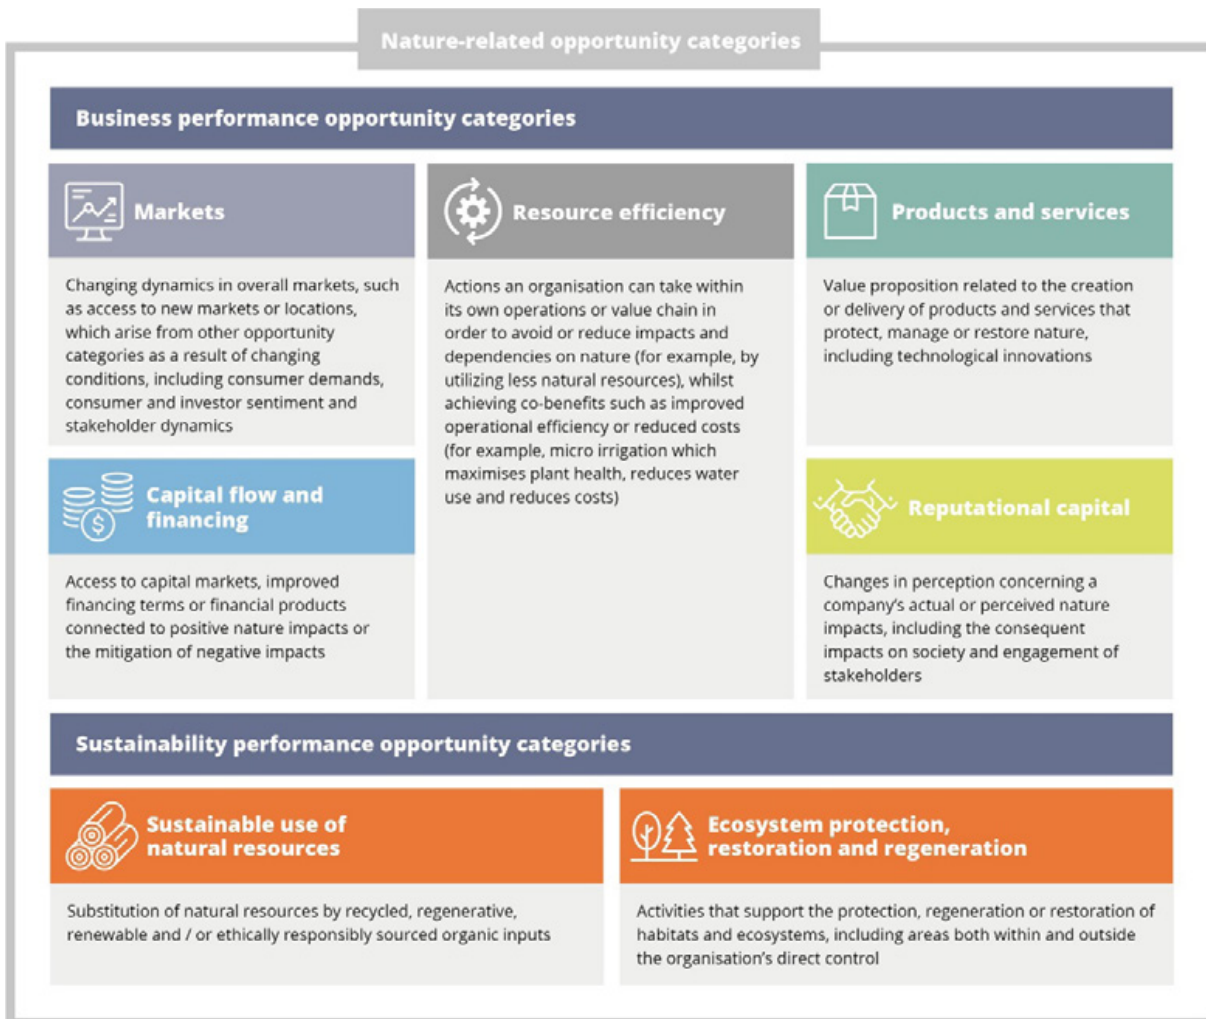 Nature-related opportunity categories
Business performance opportunity categories
Markets
Changing dynamics in overall markets, such
as access to new markets or locations,
which arise from other opportunity
categories as a result of changing
conditions, including consumer demands,
consumer and investor sentiment and
stakeholder dynamics
Resource efficiency
Actions an organisation can take within
its own operations or value chain in
order to avoid or reduce impacts and
dependencies on nature (for example, by
utilizing less natural resources), whilst
achieving co-benefits such as improved
operational efficiency or reduced costs
(for example, micro irrigation which
maximises plant health, reduces water
use and reduces costs)
Products and services
Value proposition related to the creation
or delivery of products and services that
protect, manage or restore nature,
including technological innovations
Capital flow and
financing
$
Access to capital markets, improved
financing terms or financial products
connected to positive nature impacts or
the mitigation of negative impacts
Reputational capital
Changes in perception concerning a
company's actual or perceived nature
impacts, including the consequent
impacts on society and engagement of
stakeholders
Sustainability performance opportunity categories
Sustainable use of
natural resources
Substitution of natural resources by recycled, regenerative,
renewable and / or ethically responsibly sourced organic inputs
Ecosystem protection,
restoration and regeneration
Activities that support the protection, regeneration or restoration of
habitats and ecosystems, including areas both within and outside
the organisation's direct control